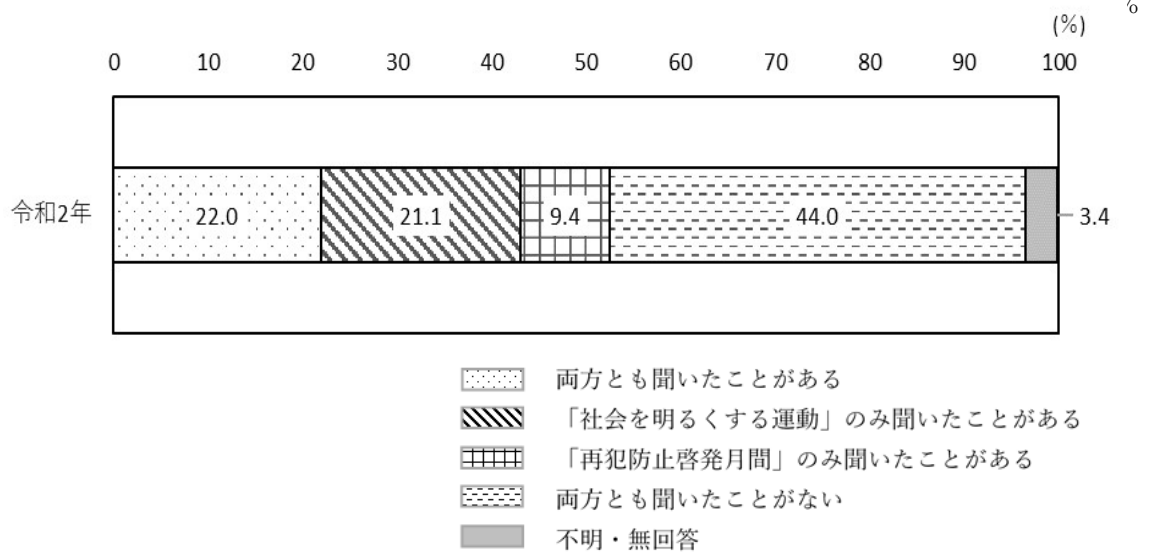 %
(%)
0 10 20 30 40 50 60 70 80 90 100
令和2年 22.0 21.1 9.4 44.0 3.4
両方とも聞いたことがある
「社会を明るくする運動」のみ聞いたことがある
「再犯防止啓発月間」のみ聞いたことがある
両方とも聞いたことがない
不明・無回答